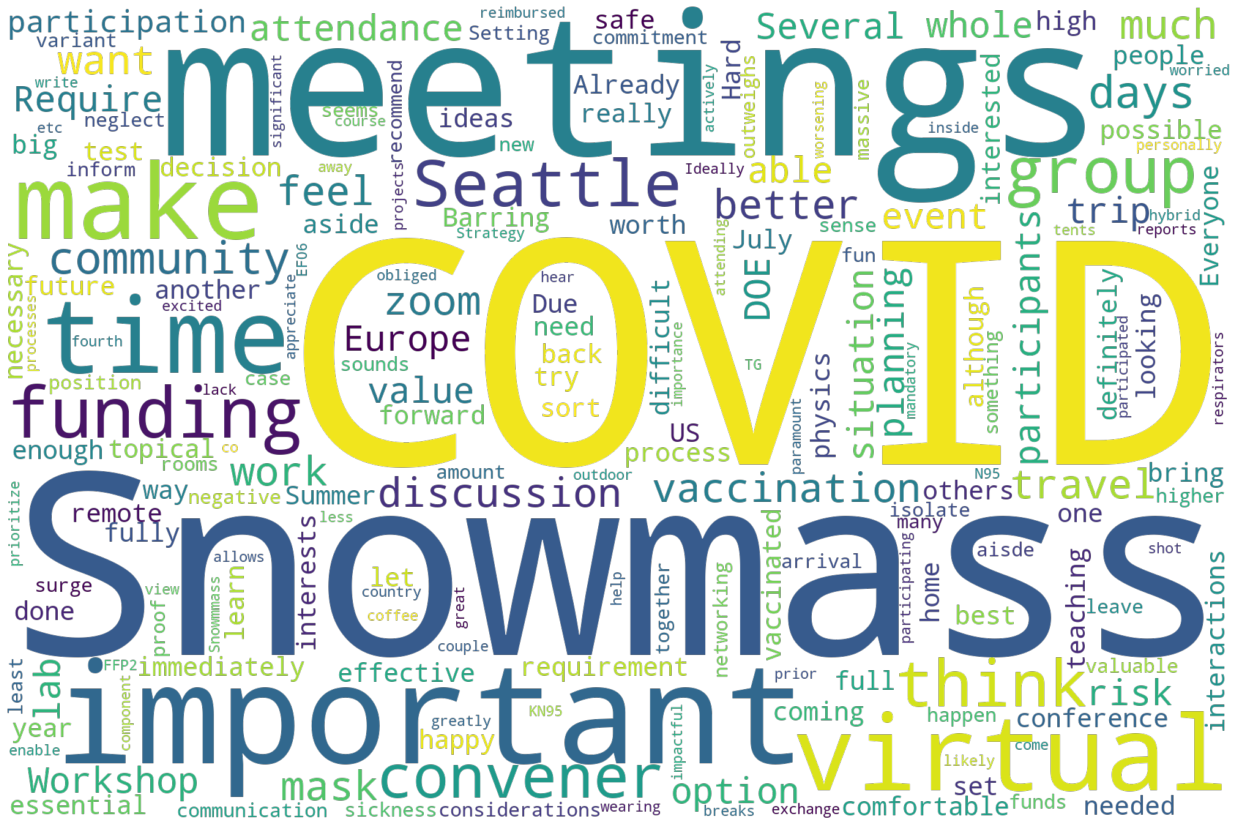 COVID
Snowmass
meetings
important
virtual
time
make
funding
think
group
Seattle
convener
community
discussion
vaccination
work
travel
better
days
Workshop
option
mask
Require
attendance
participation
Several
whole
much
want
people
high
safe
reimbursed
Setting
commitment
variant
write
neglect
etc
big
test
inform
decision
significant
seems
course
recommend
projects
ideas
new
Already
really
actively
Hard
outweighs
worsening
massive
interested
inside
worried
possible
personally
feel
away
aside
Barring
Strategy
worth
Ideally
able
event
sense
July
fun
trip
hybrid
reports
tents
Everyone
attending
DOE
necessary
processes
future
another
excited
EF06
appreciate
fourth
position
case
lack
obliged
zoom
Europe
sounds
value
forward
hear
Due
need
back
try
sort
difficult
importance
TG
US
process
paramount
physics
situation
mandatory
planning
although
something
participants
definitely
participated
looking
respirators
enough
topical
co
rooms
way
negative
Summer
amount
outdoor
N95
others
isolate
one
bring
higher
prioritize
remote
fully
done
surge
proof
view
Snowmmass
allows
learn
interests
less
let
country
coffee
great
couple
help
together
networking
vaccinated
arrival
participating
many
home
aisde
best
teaching
shot
leave
interactions
least
lab
FFP2
component
immediately
effective
requirement
prior
full
valuable
risk
year
enable
greatly
happy
KN95
impactful
coming
happen
conference
come
likely
set
essential
communication
sickness
considerations
wearing
breaks
exchange
comfortable
funds
needed